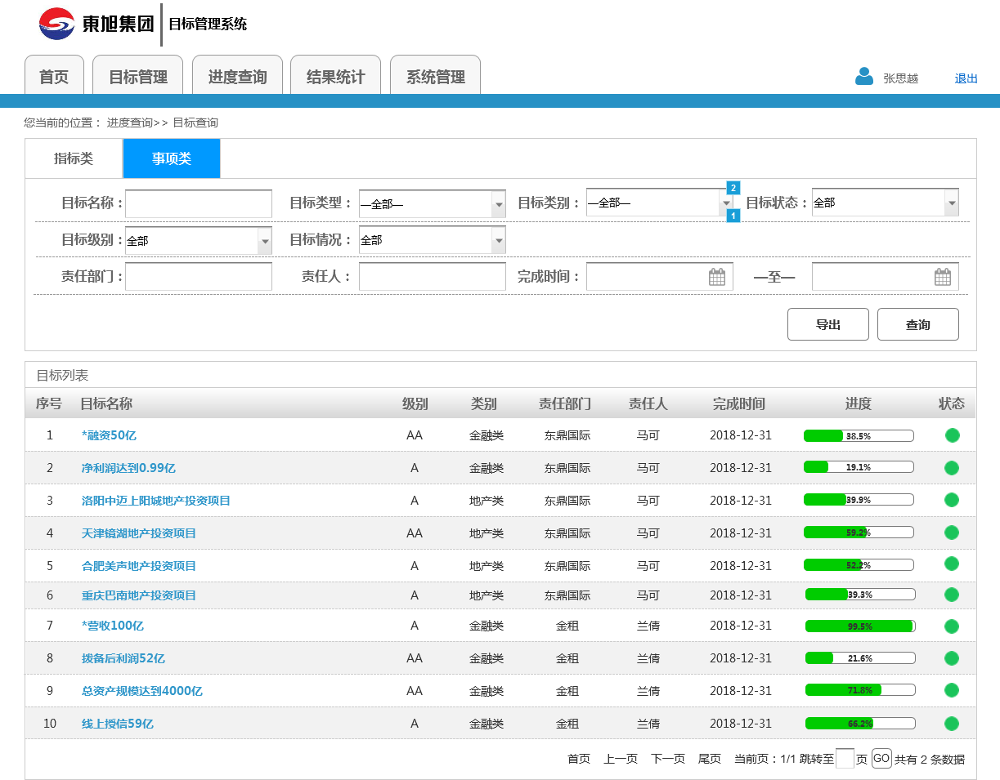 東旭集团 目标管理系统
首页 目标管理 进度查询 结果统计 系统管理 张思越 退出
您当前的位置： 进度查询>> 目标查询
指标类 事项类
目标名称： 目标类型： —全部— 目标类别： —全部— 2 1 目标状态： 全部
目标级别： 全部 目标情况： 全部
责任部门： 责任人： 完成时间： —至—
导出 查询
目标列表
序号 目标名称 级别 类别 责任部门 责任人 完成时间 进度 状态
1 *融资50亿 AA 金融类 东鼎国际 马可 2018-12-31 38.5%
2 净利润达到0.99亿 A 金融类 东鼎国际 马可 2018-12-31 19.1%
3 洛阳中迈上阳城地产投资项目 A 地产类 东鼎国际 马可 2018-12-31 39.9%
4 天津镜湖地产投资项目 AA 地产类 东鼎国际 马可 2018-12-31 59.2%
5 合肥美声地产投资项目 A 地产类 东鼎国际 马可 2018-12-31 52.2%
6 重庆巴南地产投资项目 A 地产类 东鼎国际 马可 2018-12-31 39.3%
7 *营收100亿 A 金融类 金租 兰倩 2018-12-31 99.5%
8 拨备后利润52亿 AA 金融类 金租 兰倩 2018-12-31 21.6%
9 总资产规模达到4000亿 AA 金融类 金租 兰倩 2018-12-31 71.8%
10 线上授信59亿 A 金融类 金租 兰倩 2018-12-31 66.2%
首页 上一页 下一页 尾页 当前页：1/1 跳转至 页 GO 共有 2 条数据